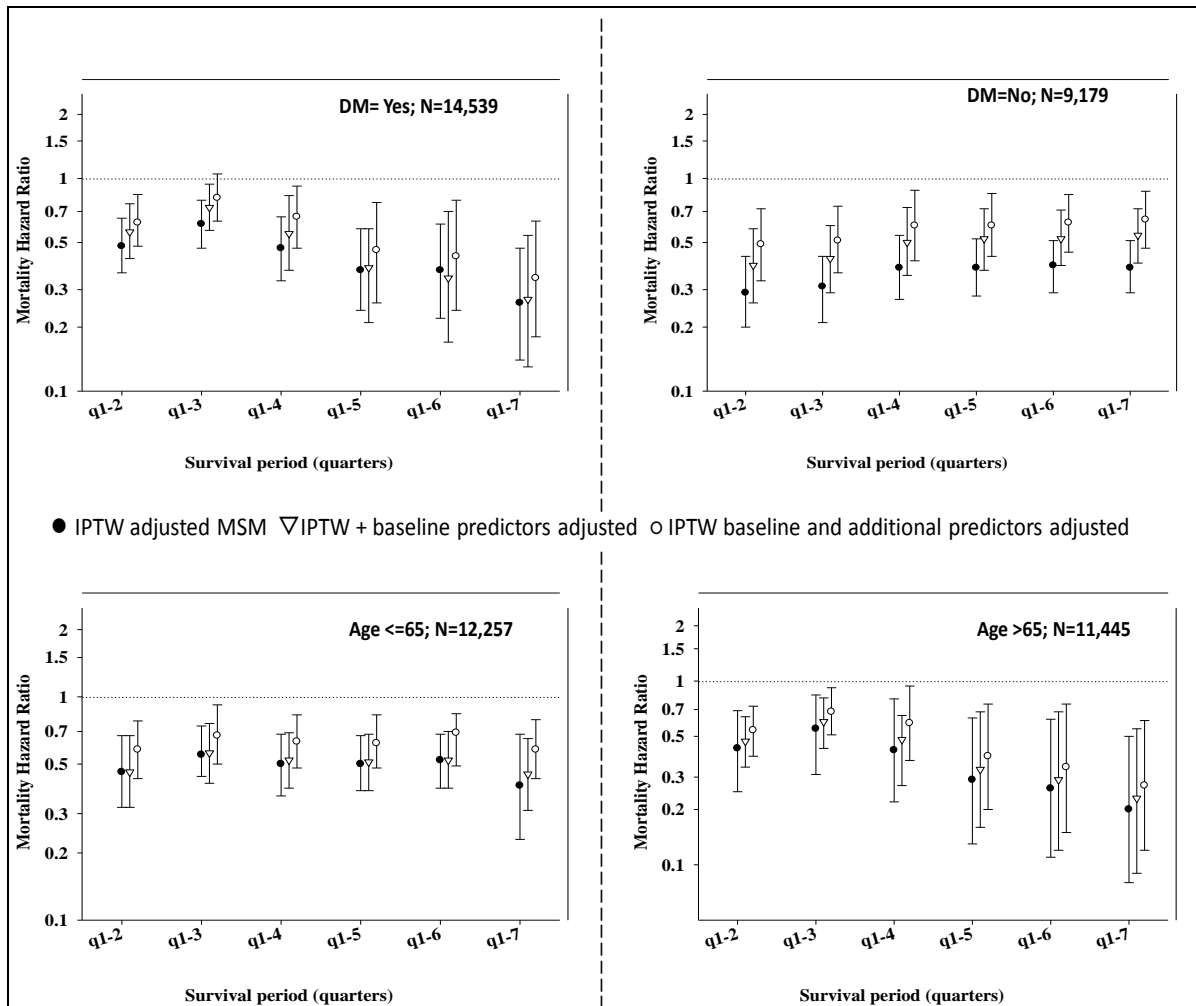 DM= Yes; N=14,539
Mortality Hazard Ratio
2
1.5
1
0.7
0.5
0.3
0.2
0.1
q1-2 q1-3 q1-4 q1-5 q1-6 q1-7
Survival period (quarters)
DM=No; N=9,179
Mortality Hazard Ratio
2
1.5
1
0.7
0.5
0.3
0.2
0.1
q1-2 q1-3 q1-4 q1-5 q1-6 q1-7
Survival period (quarters)
IPTW adjusted MSM IPTW + baseline predictors adjusted IPTW baseline and additional predictors adjusted
Age <=65; N=12,257
Mortality Hazard Ratio
2
1.5
1
0.7
0.5
0.3
0.2
0.1
q1-2 q1-3 q1-4 q1-5 q1-6 q1-7
Survival period (quarters)
Age >65; N=11,445
Mortality Hazard Ratio
2
1.5
1
0.7
0.5
0.3
0.2
0.1
q1-2 q1-3 q1-4 q1-5 q1-6 q1-7
Survival period (quarters)